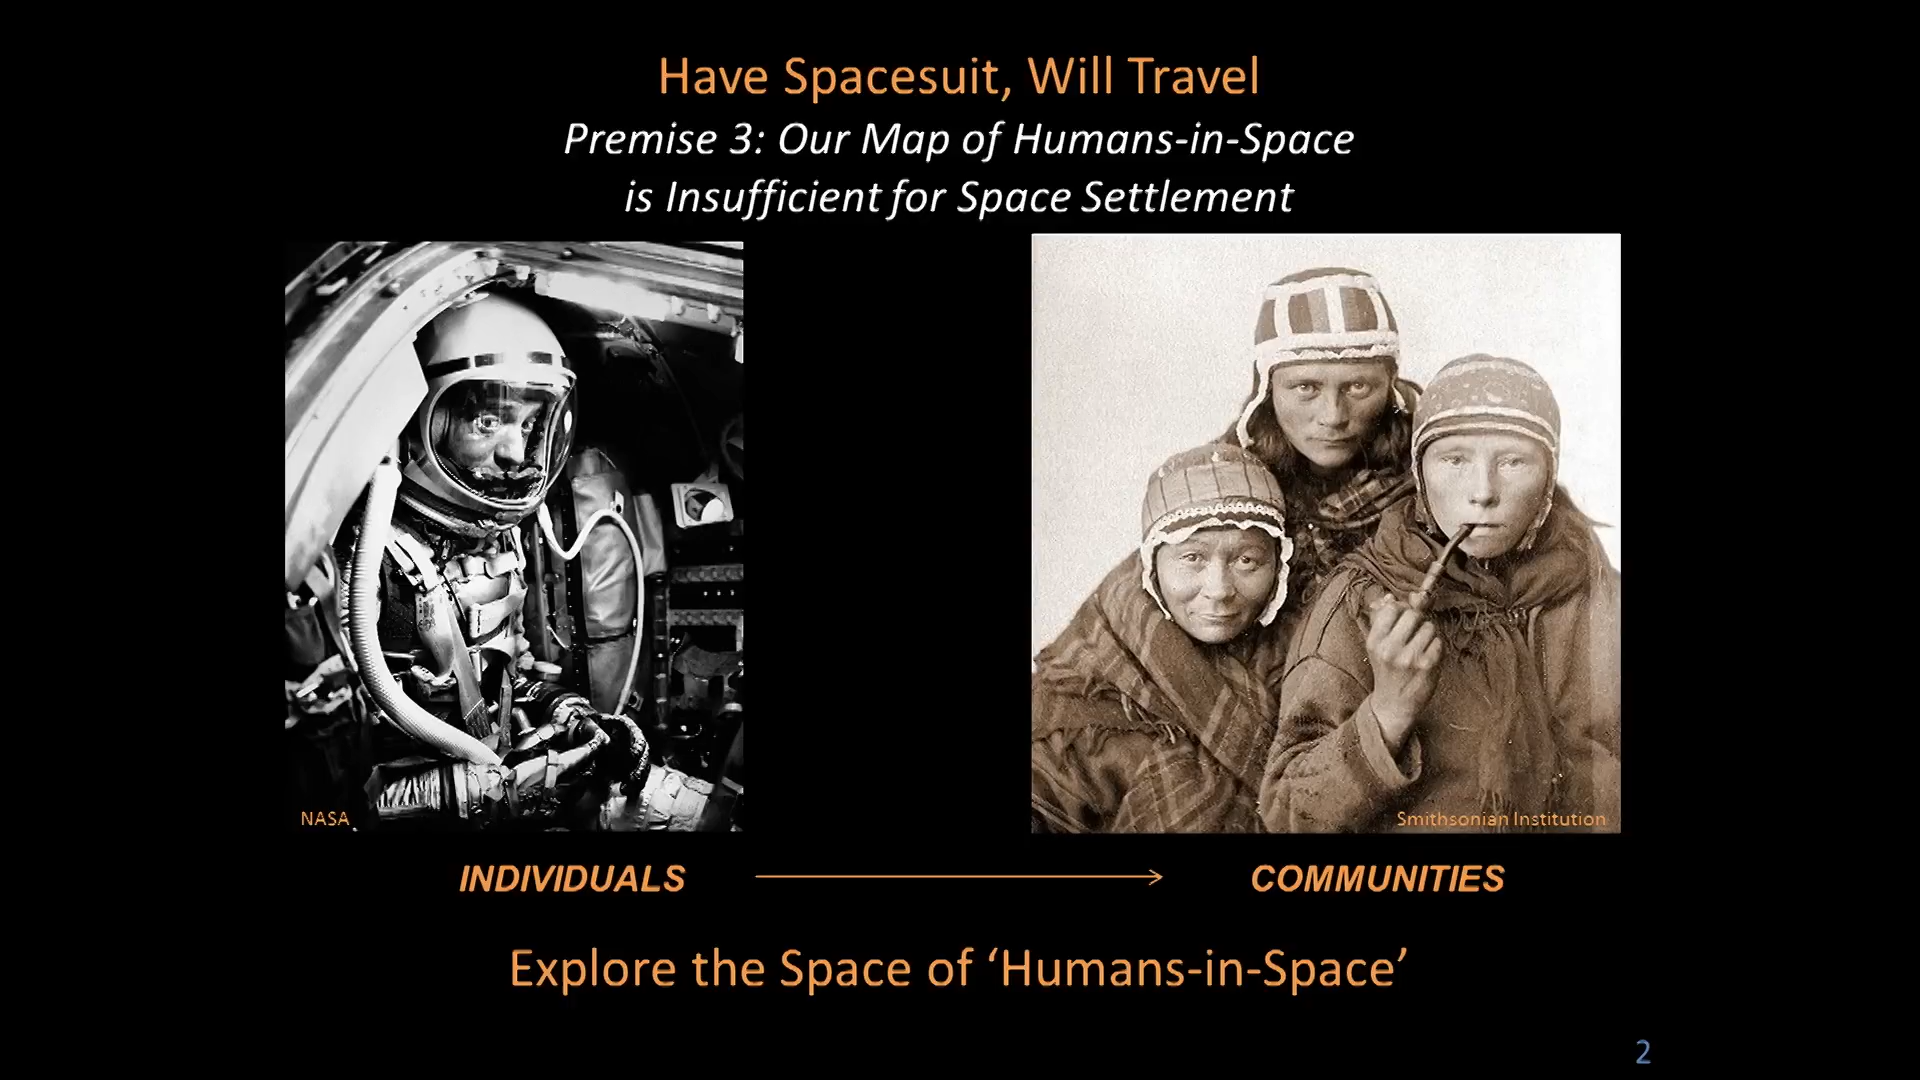 Have Spacesuit, Will Travel
Premise 3: Our Map of Humans-in-Space
is Insufficient for Space Settlement
NASA
Smithsonian Institution
INDIVIDUALS
COMMUNITIES
Explore the Space of ‘Humans-in-Space’
2